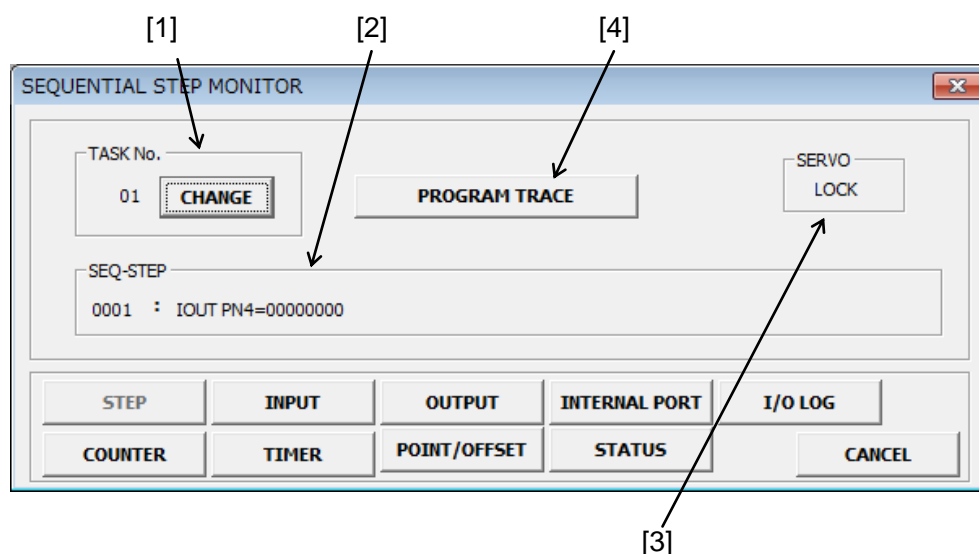 [1] [2] [4]
SEQUENTIAL STEP MONITOR
TASK No.
01 CHANGE
PROGRAM TRACE
SERVO
LOCK
SEQ-STEP
0001 : IOUT PN4=00000000
STEP INPUT OUTPUT INTERNAL PORT I/O LOG
COUNTER TIMER POINT/OFFSET STATUS CANCEL
[3]